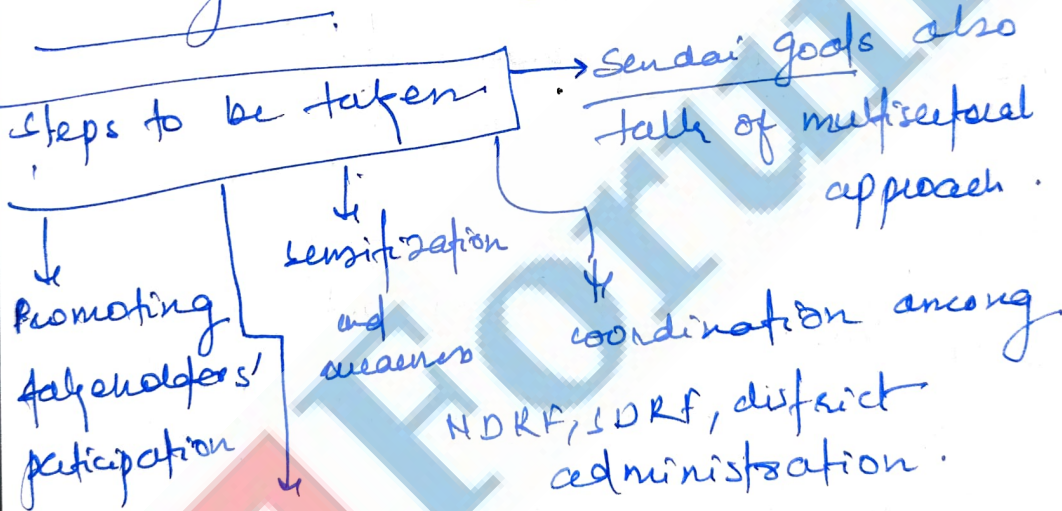 steps to be taken
Sendai goals also
talk of multisectoral
approach.
Promoting
stakeholders'
participation
sensitization
and
awareness
coordination among
NDRF, SDRF, district
administration.
Forum